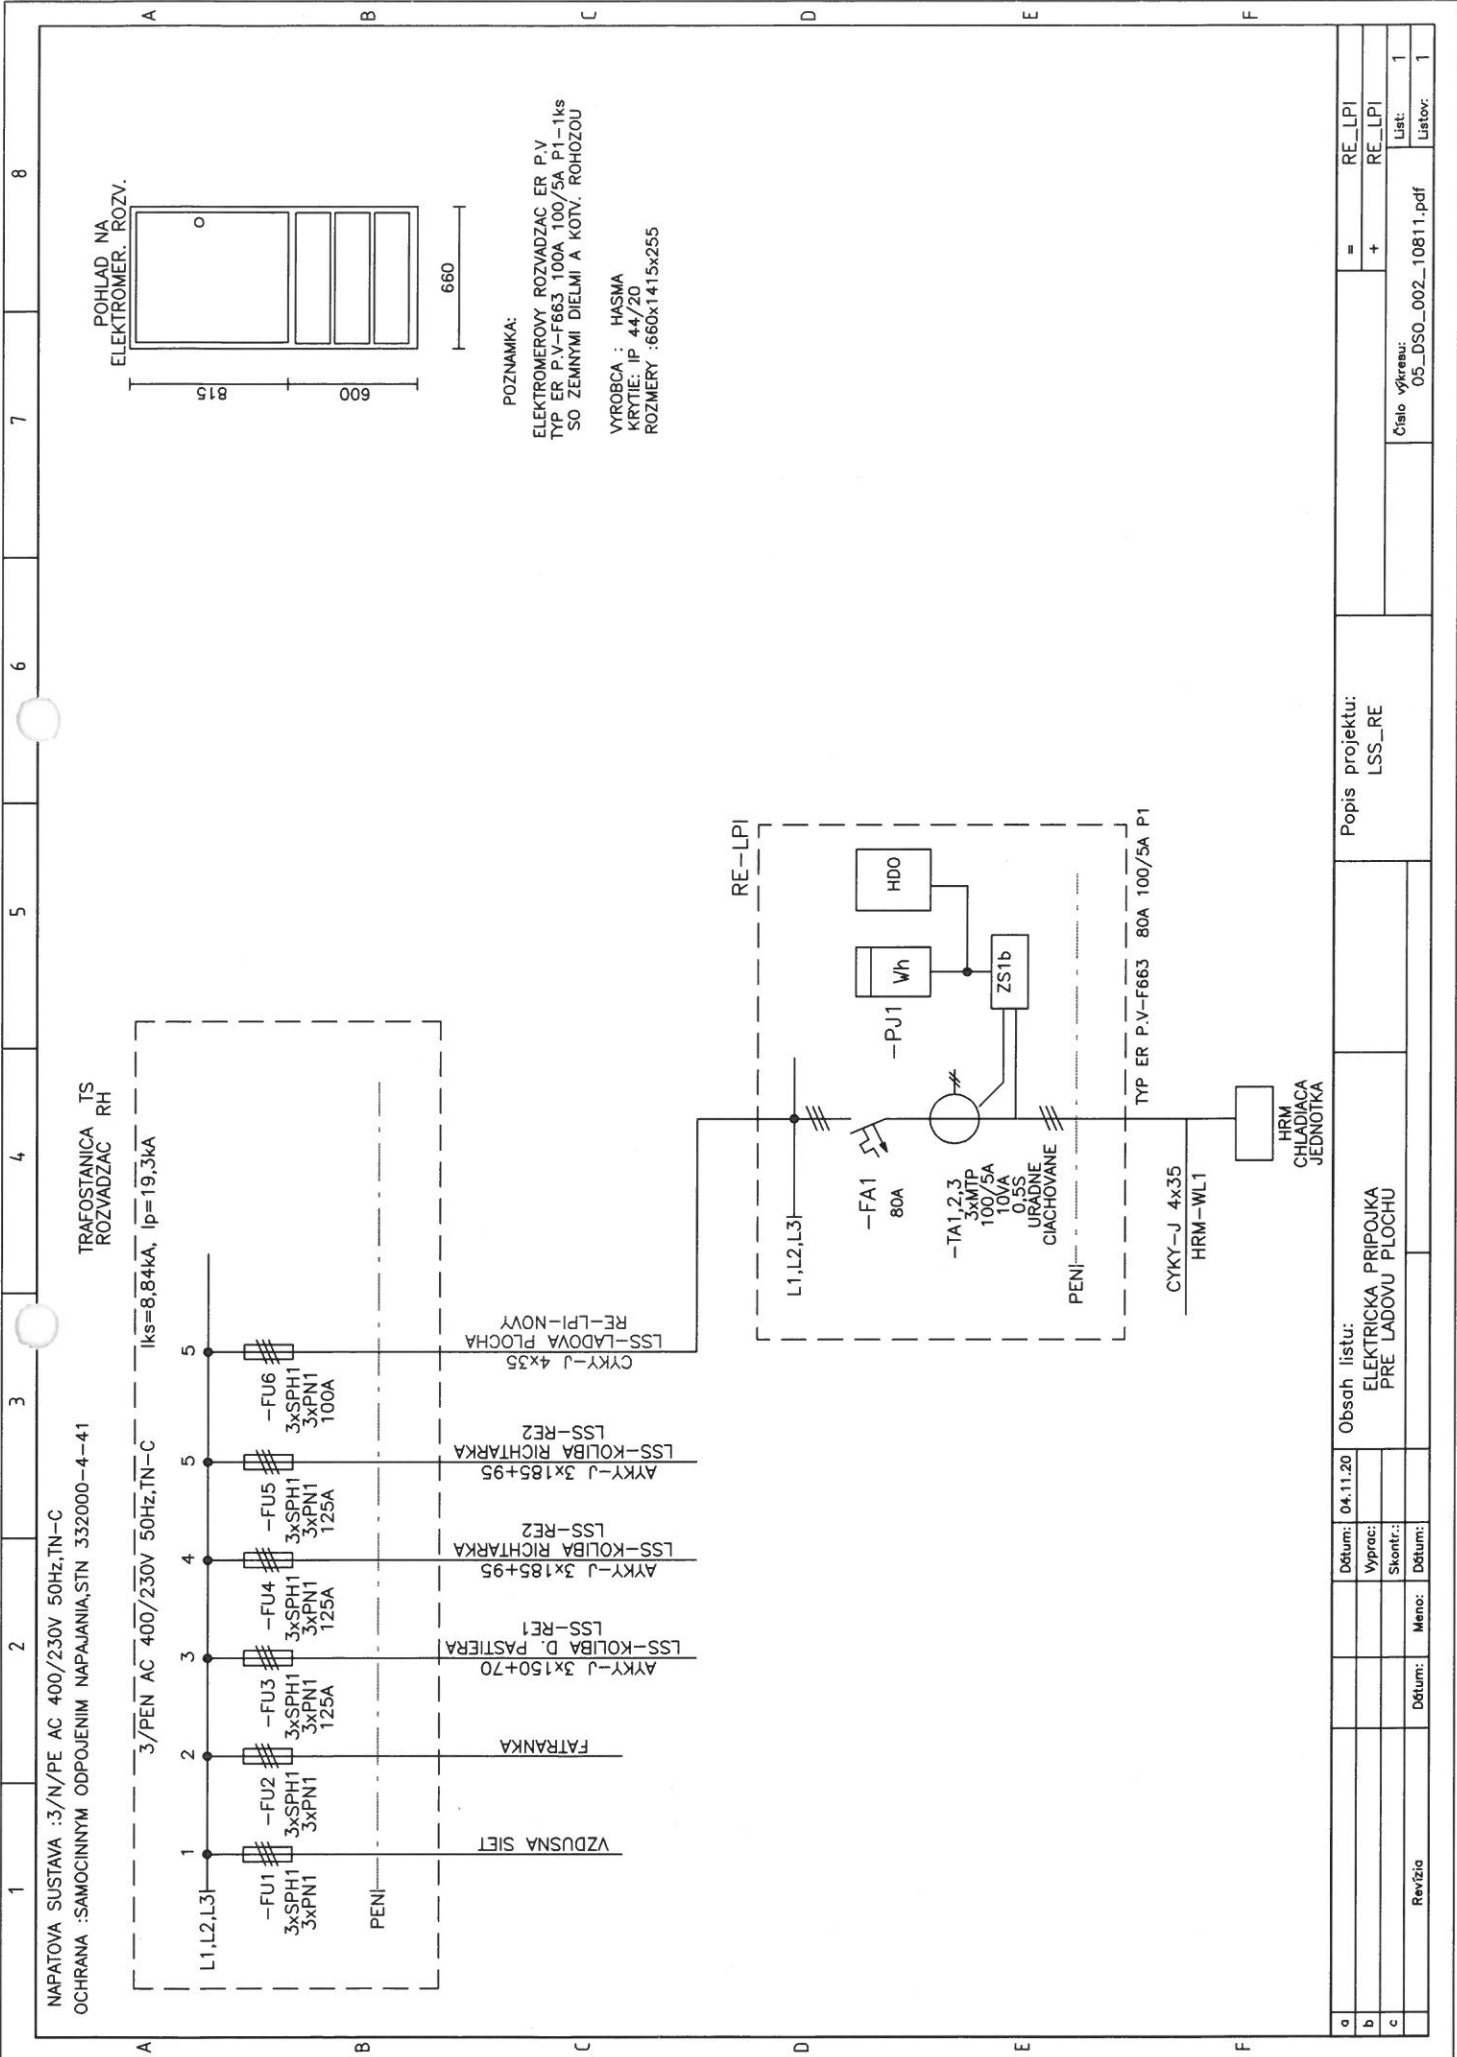 1 2 3 4 5 6 7 8
A B C D E F
NAPATOVA SUSTAVA :3/N/PE AC 400/230V 50Hz,TN-C
OCHRANA :SAMOCINNYM ODPOJENIM NAPAJANIA,STN 332000-4-41
TRAFOSTANICA TS
ROZVADZAC RH
3/PEN AC 400/230V 50Hz,TN-C
Iks=8,84kA, Ip=19,3kA
L1,L2,L3
1
2
3
4
5
5
-FU1
3xSPH1
3xPN1
-FU2
3xSPH1
3xPN1
-FU3
3xSPH1
3xPN1
125A
-FU4
3xSPH1
3xPN1
125A
-FU5
3xSPH1
3xPN1
125A
-FU6
3xSPH1
3xPN1
100A
PEN
VZDUSNA SIET
FATRANKA
AYKY-J 3x150+70
LSS-KOLIBA D. PASTIERA
LSS-RE1
AYKY-J 3x185+95
LSS-KOLIBA RICHTARKA
LSS-RE2
AYKY-J 3x185+95
LSS-KOLIBA RICHTARKA
LSS-RE2
CYKY-J 4x35
LSS-LADOVA PLOCHA
RE-LPI-NOVY
POHLAD NA
ELEKTROMER. ROZV.
815
600
660
POZNAMKA:
ELEKTROMEROVY ROZVADZAC ER P.V
TYP ER P.V-F663 100A 100/5A P1-1ks
SO ZEMNYMI DIELMI A KOTV. ROHOZOU
VYROBCA : HASMA
KRYTIE: IP 44/20
ROZMERY :660x1415x255
RE-LPI
L1,L2,L3
-FA1
80A
-PJ1
Wh
HDO
-TA1,2,3
3xMTP
100/5A
10VA
0,5S
URADNE
CIACHOVANE
ZS1b
PEN
TYP ER P.V-F663 80A 100/5A P1
CYKY-J 4x35
HRM-WL1
HRM
CHLADIACA
JEDNOTKA
A B C D E F
a
b
c
Revízia
Dátum:
Meno:
Dátum: 04.11.20
Vyprac:
Skontr.:
Dátum:
Obsah listu:
ELEKTRICKA PRIPOJKA
PRE LADOVU PLOCHU
Popis projektu:
LSS_RE
= RE_LPI
+ RE_LPI
Číslo výkresu:
05_DSO_002_10811.pdf
List: 1
Listov: 1